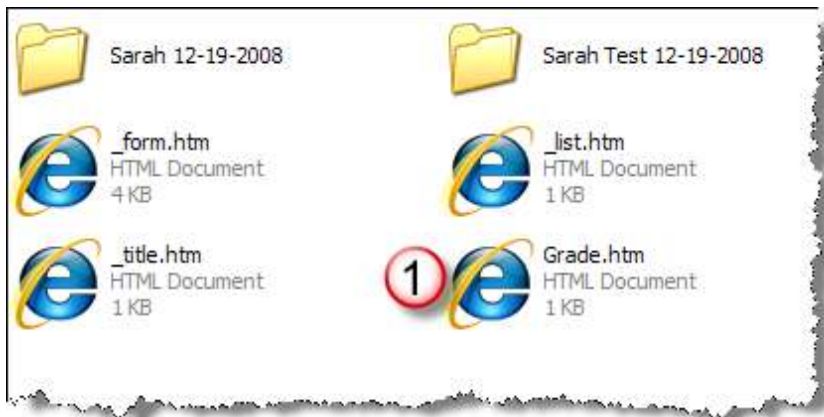 Sarah 12-19-2008
Sarah Test 12-19-2008
_form.htm
HTML Document
4 KB
_list.htm
HTML Document
1 KB
_title.htm
HTML Document
1 KB
1
Grade.htm
HTML Document
1 KB